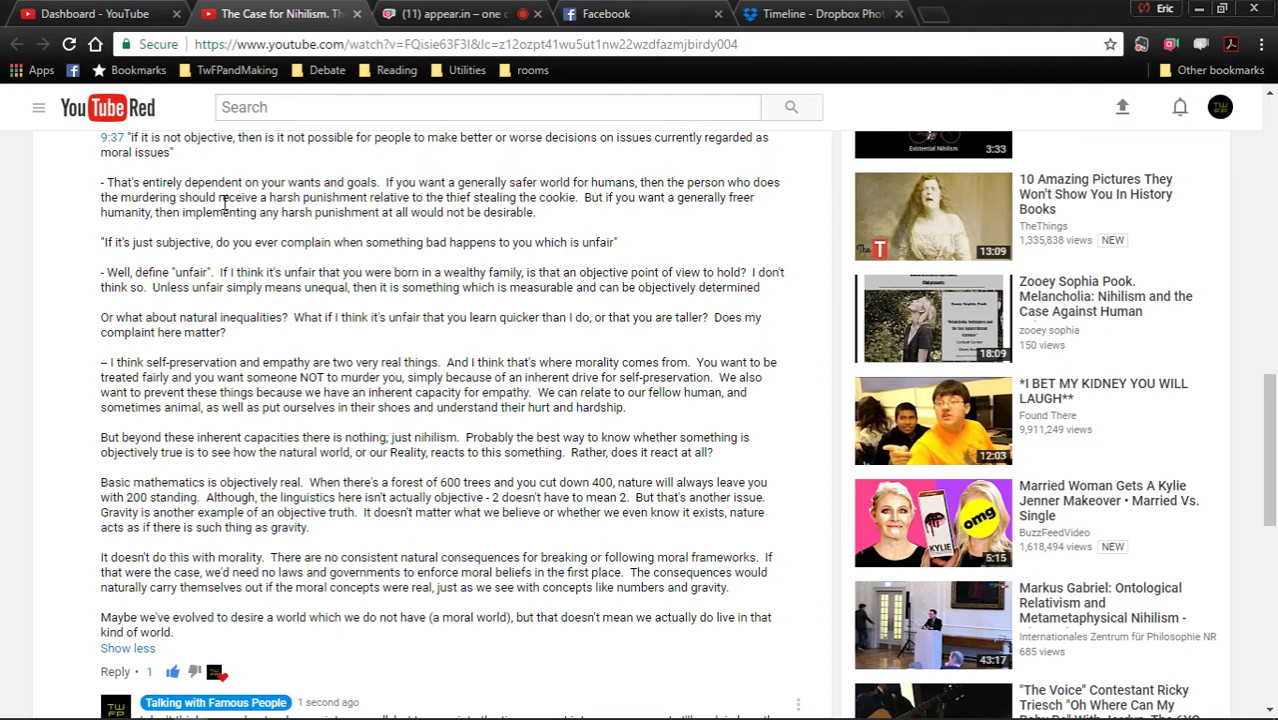 Dashboard - YouTube
The Case for Nihilism. Th
(11) appear.in – one c
Facebook
Timeline - Dropbox Phot
Eric
Secure
https://www.youtube.com/watch?v=FQisie63F3I&lc=z12ozpt41wu5ut1nw22wzdfazmjbirdy004
Apps
Bookmarks
TwFPandMaking
Debate
Reading
Utilities
rooms
Other bookmarks
YouTube Red
Search
9:37 "if it is not objective, then is it not possible for people to make better or worse decisions on issues currently regarded as
moral issues"
- That's entirely dependent on your wants and goals. If you want a generally safer world for humans, then the person who does
the murdering should receive a harsh punishment relative to the thief stealing the cookie. But if you want a generally freer
humanity, then implementing any harsh punishment at all would not be desirable.
"If it's just subjective, do you ever complain when something bad happens to you which is unfair"
- Well, define "unfair". If I think it's unfair that you were born in a wealthy family, is that an objective point of view to hold? I don't
think so. Unless unfair simply means unequal, then it is something which is measurable and can be objectively determined
Or what about natural inequalities? What if I think it's unfair that you learn quicker than I do, or that you are taller? Does my
complaint here matter?
-- I think self-preservation and empathy are two very real things. And I think that's where morality comes from. You want to be
treated fairly and you want someone NOT to murder you, simply because of an inherent drive for self-preservation. We also
want to prevent these things because we have an inherent capacity for empathy. We can relate to our fellow human, and
sometimes animal, as well as put ourselves in their shoes and understand their hurt and hardship.
But beyond these inherent capacities there is nothing; just nihilism. Probably the best way to know whether something is
objectively true is to see how the natural world, or our Reality, reacts to this something. Rather, does it react at all?
Basic mathematics is objectively real. When there's a forest of 600 trees and you cut down 400, nature will always leave you
with 200 standing. Although, the linguistics here isn't actually objective - 2 doesn't have to mean 2. But that's another issue.
Gravity is another example of an objective truth. It doesn't matter what we believe or whether we even know it exists, nature
acts as if there is such thing as gravity.
It doesn't do this with morality. There are no consistent natural consequences for breaking or following moral frameworks. If
that were the case, we'd need no laws and governments to enforce moral beliefs in the first place. The consequences would
naturally carry themselves out if the moral concepts were real, just as we see with concepts like numbers and gravity.
Maybe we've evolved to desire a world which we do not have (a moral world), but that doesn't mean we actually do live in that
kind of world.
Show less
Reply • 1
Talking with Famous People
1 second ago
Existential Nihilism
3:33
10 Amazing Pictures They
Won't Show You In History
Books
TheThings
1,335,838 views NEW
The T
13:09
Zooey Sophia Pook.
Melancholia: Nihilism and the
Case Against Human
zooey sophia
150 views
18:09
*I BET MY KIDNEY YOU WILL
LAUGH**
Found There
9,911,249 views
12:03
Married Woman Gets A Kylie
Jenner Makeover • Married Vs.
Single
BuzzFeedVideo
1,618,494 views NEW
KYLIE
omg
5:15
Markus Gabriel: Ontological
Relativism and
Metametaphysical Nihilism -
Internationales Zentrum für Philosophie NR
685 views
43:17
"The Voice" Contestant Ricky
Triesch "Oh Where Can My